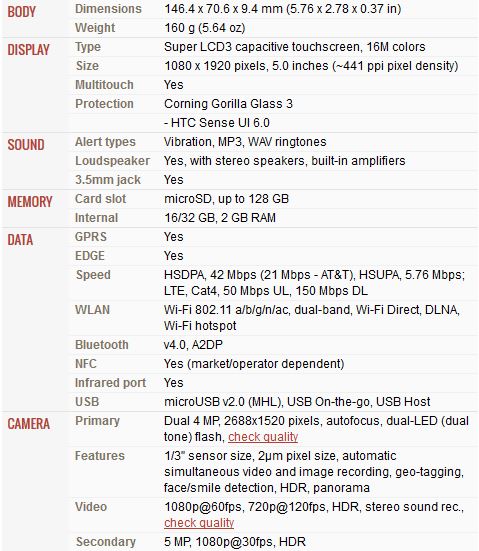 BODY Dimensions 146.4 x 70.6 x 9.4 mm (5.76 x 2.78 x 0.37 in)
Weight 160 g (5.64 oz)
DISPLAY Type Super LCD3 capacitive touchscreen, 16M colors
Size 1080 x 1920 pixels, 5.0 inches (~441 ppi pixel density)
Multitouch Yes
Protection Corning Gorilla Glass 3
- HTC Sense UI 6.0
SOUND Alert types Vibration, MP3, WAV ringtones
Loudspeaker Yes, with stereo speakers, built-in amplifiers
3.5mm jack Yes
MEMORY Card slot microSD, up to 128 GB
Internal 16/32 GB, 2 GB RAM
DATA GPRS Yes
EDGE Yes
Speed HSDPA, 42 Mbps (21 Mbps - AT&T), HSUPA, 5.76 Mbps;
LTE, Cat4, 50 Mbps UL, 150 Mbps DL
WLAN Wi-Fi 802.11 a/b/g/n/ac, dual-band, Wi-Fi Direct, DLNA,
Wi-Fi hotspot
Bluetooth v4.0, A2DP
NFC Yes (market/operator dependent)
Infrared port Yes
USB microUSB v2.0 (MHL), USB On-the-go, USB Host
CAMERA Primary Dual 4 MP, 2688x1520 pixels, autofocus, dual-LED (dual
tone) flash, check quality
Features 1/3'' sensor size, 2µm pixel size, automatic
simultaneous video and image recording, geo-tagging,
face/smile detection, HDR, panorama
Video 1080p@60fps, 720p@120fps, HDR, stereo sound rec.,
check quality
Secondary 5 MP, 1080p@30fps, HDR